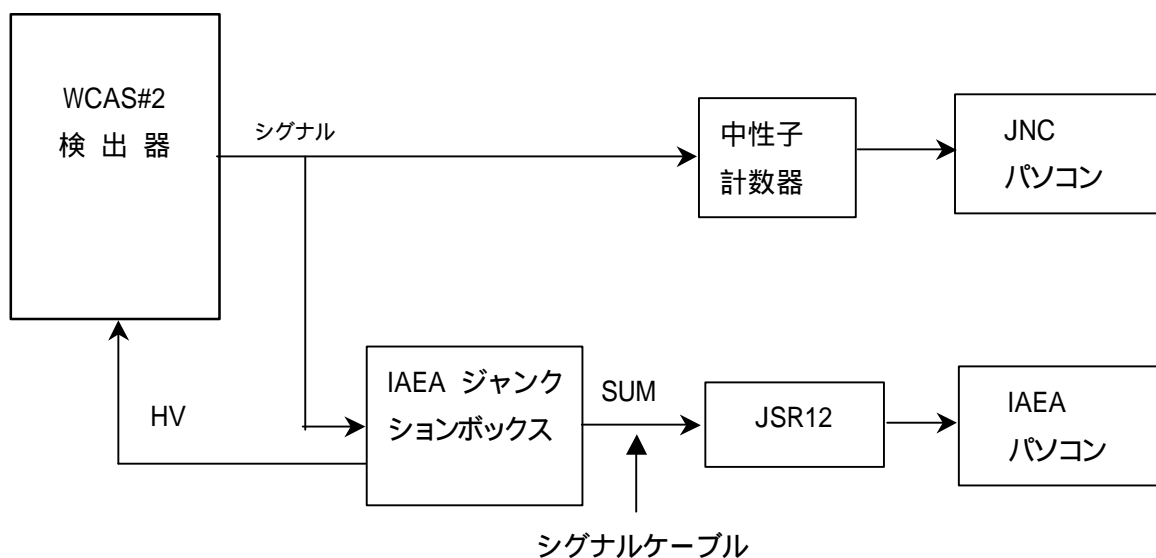 WCAS#2
検 出 器
シグナル
中性子
計数器
JNC
パソコン
HV
IAEA ジャンク
ションボックス
SUM
JSR12
IAEA
パソコン
シグナルケーブル